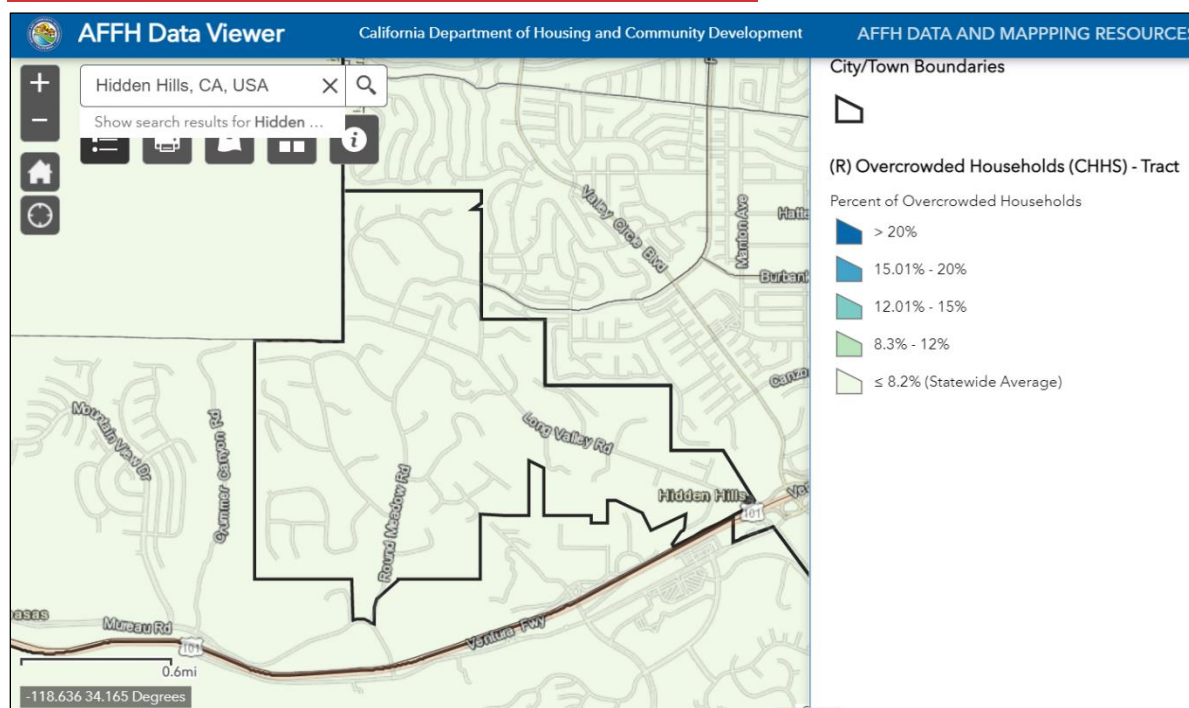 AFFH Data Viewer
California Department of Housing and Community Development
AFFH DATA AND MAPPPING RESOURCES
+
Hidden Hills, CA, USA
Show search results for Hidden ...
−
City/Town Boundaries
(R) Overcrowded Households (CHHS) - Tract
Percent of Overcrowded Households
> 20%
15.01% - 20%
12.01% - 15%
8.3% - 12%
≤ 8.2% (Statewide Average)
Valley Circle Blvd
Manton Ave
Burbank
Long Valley Rd
Mountain View Dr
Crummer Canyon Rd
Round Meadow Rd
Hidden Hills
101
Mureau Rd
101
Ventura Fwy
0.6mi
-118.636 34.165 Degrees